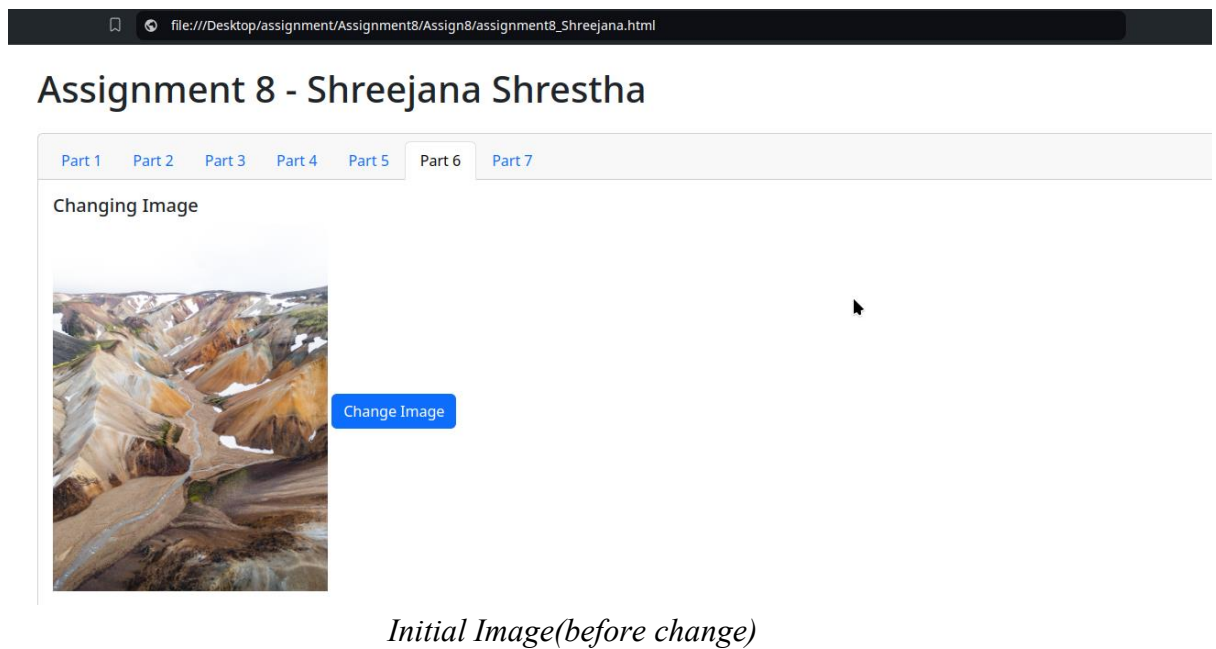 file:///Desktop/assignment/Assignment8/Assign8/assignment8_Shreejana.html
Assignment 8 - Shreejana Shrestha
Part 1 Part 2 Part 3 Part 4 Part 5 Part 6 Part 7
Changing Image
Change Image
Initial Image(before change)